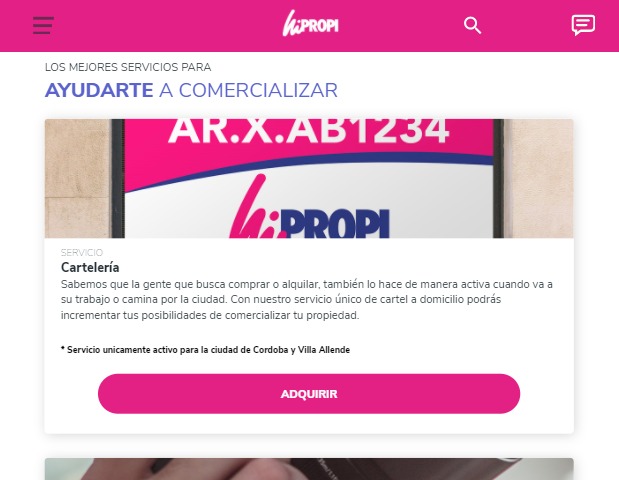 hiPROPI
LOS MEJORES SERVICIOS PARA
AYUDARTE A COMERCIALIZAR
AR.X.AB1234
hiPROPI
SERVICIO
Cartelería
Sabemos que la gente que busca comprar o alquilar, también lo hace de manera activa cuando va a
su trabajo o camina por la ciudad. Con nuestro servicio único de cartel a domicilio podrás
incrementar tus posibilidades de comercializar tu propiedad.
* Servicio unicamente activo para la ciudad de Cordoba y Villa Allende
ADQUIRIR